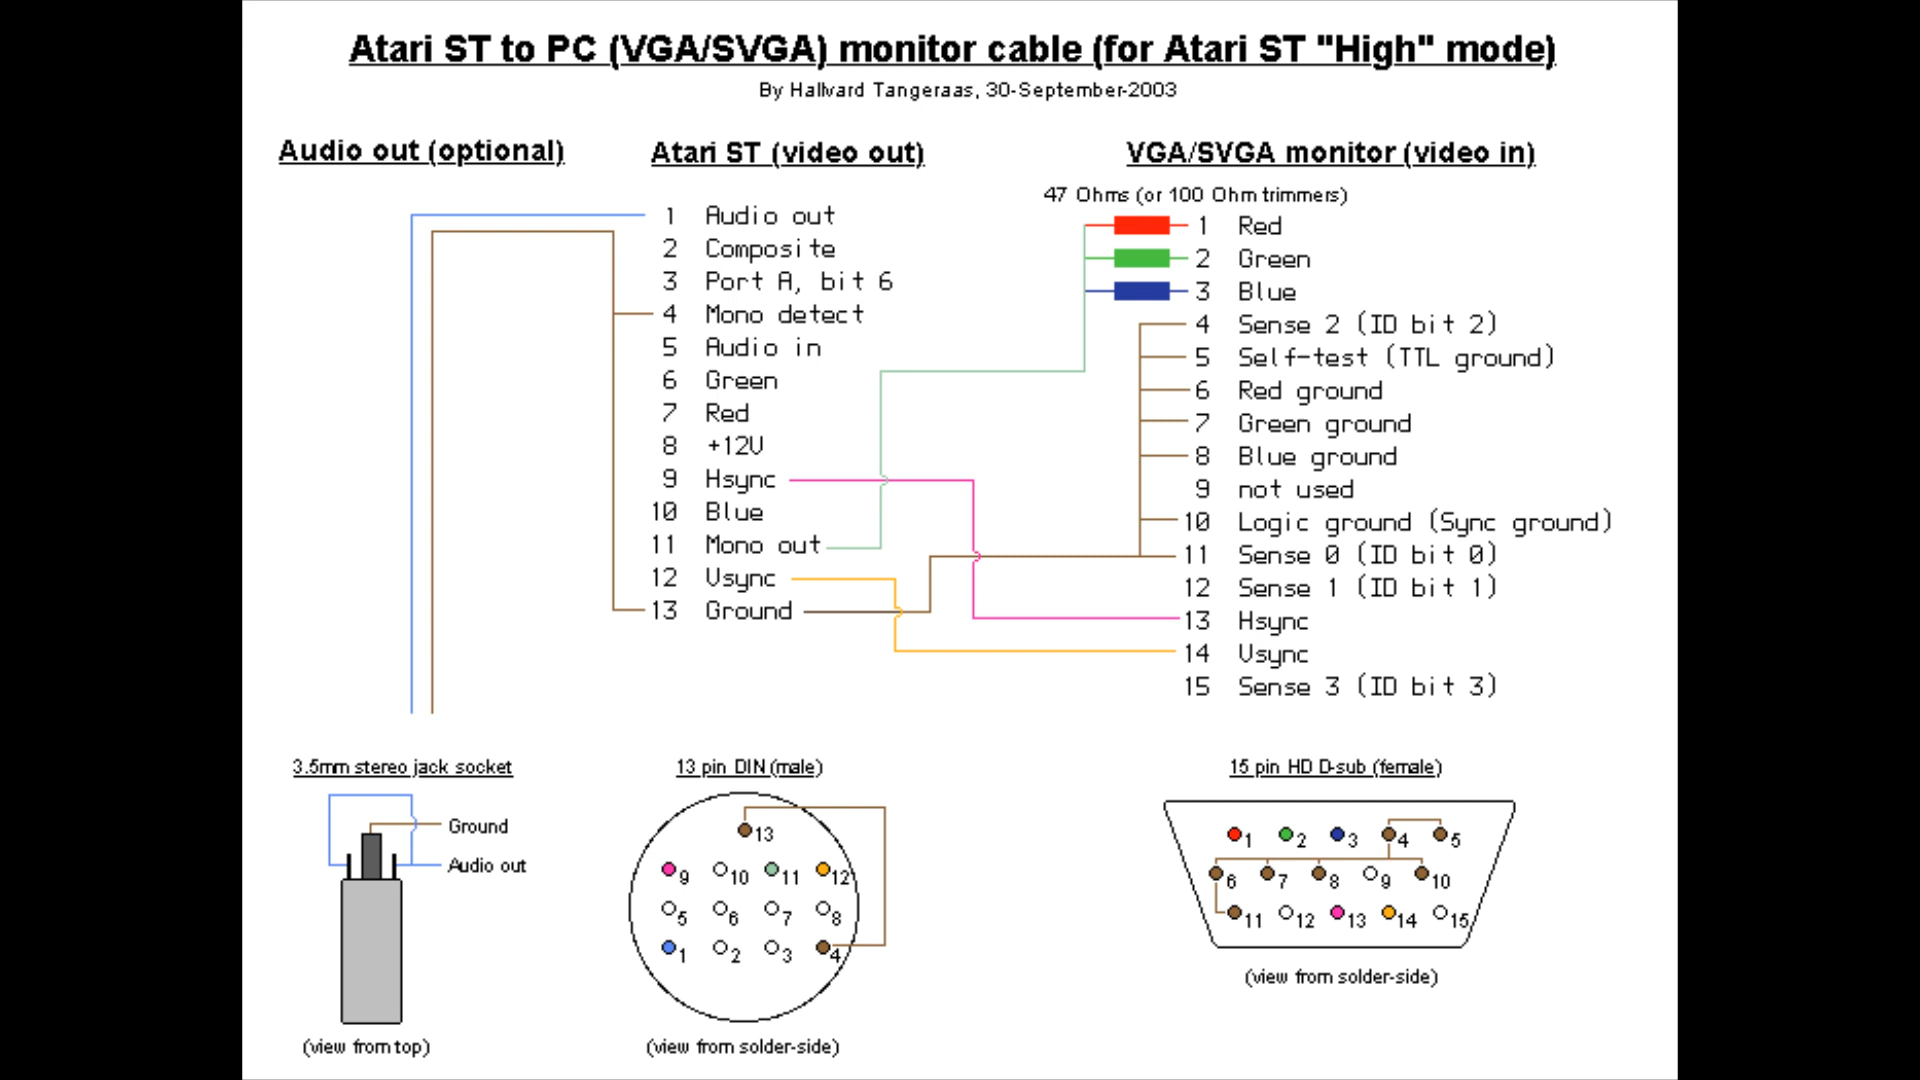 Atari ST to PC (VGA/SVGA) monitor cable (for Atari ST "High" mode)
By Hallvard Tangeraas, 30-September-2003
Audio out (optional)
Atari ST (video out)
VGA/SVGA monitor (video in)
47 Ohms (or 100 Ohm trimmers)
1 Audio out
2 Composite
3 Port A, bit 6
4 Mono detect
5 Audio in
6 Green
7 Red
8 +12V
9 Hsync
10 Blue
11 Mono out
12 Vsync
13 Ground
1 Red
2 Green
3 Blue
4 Sense 2 (ID bit 2)
5 Self-test (TTL ground)
6 Red ground
7 Green ground
8 Blue ground
9 not used
10 Logic ground (Sync ground)
11 Sense 0 (ID bit 0)
12 Sense 1 (ID bit 1)
13 Hsync
14 Vsync
15 Sense 3 (ID bit 3)
3.5mm stereo jack socket
Ground
Audio out
(view from top)
13 pin DIN (male)
13
9 10 11 12
5 6 7 8
1 2 3 4
(view from solder-side)
15 pin HD D-sub (female)
1 2 3 4 5
6 7 8 9 10
11 12 13 14 15
(view from solder-side)